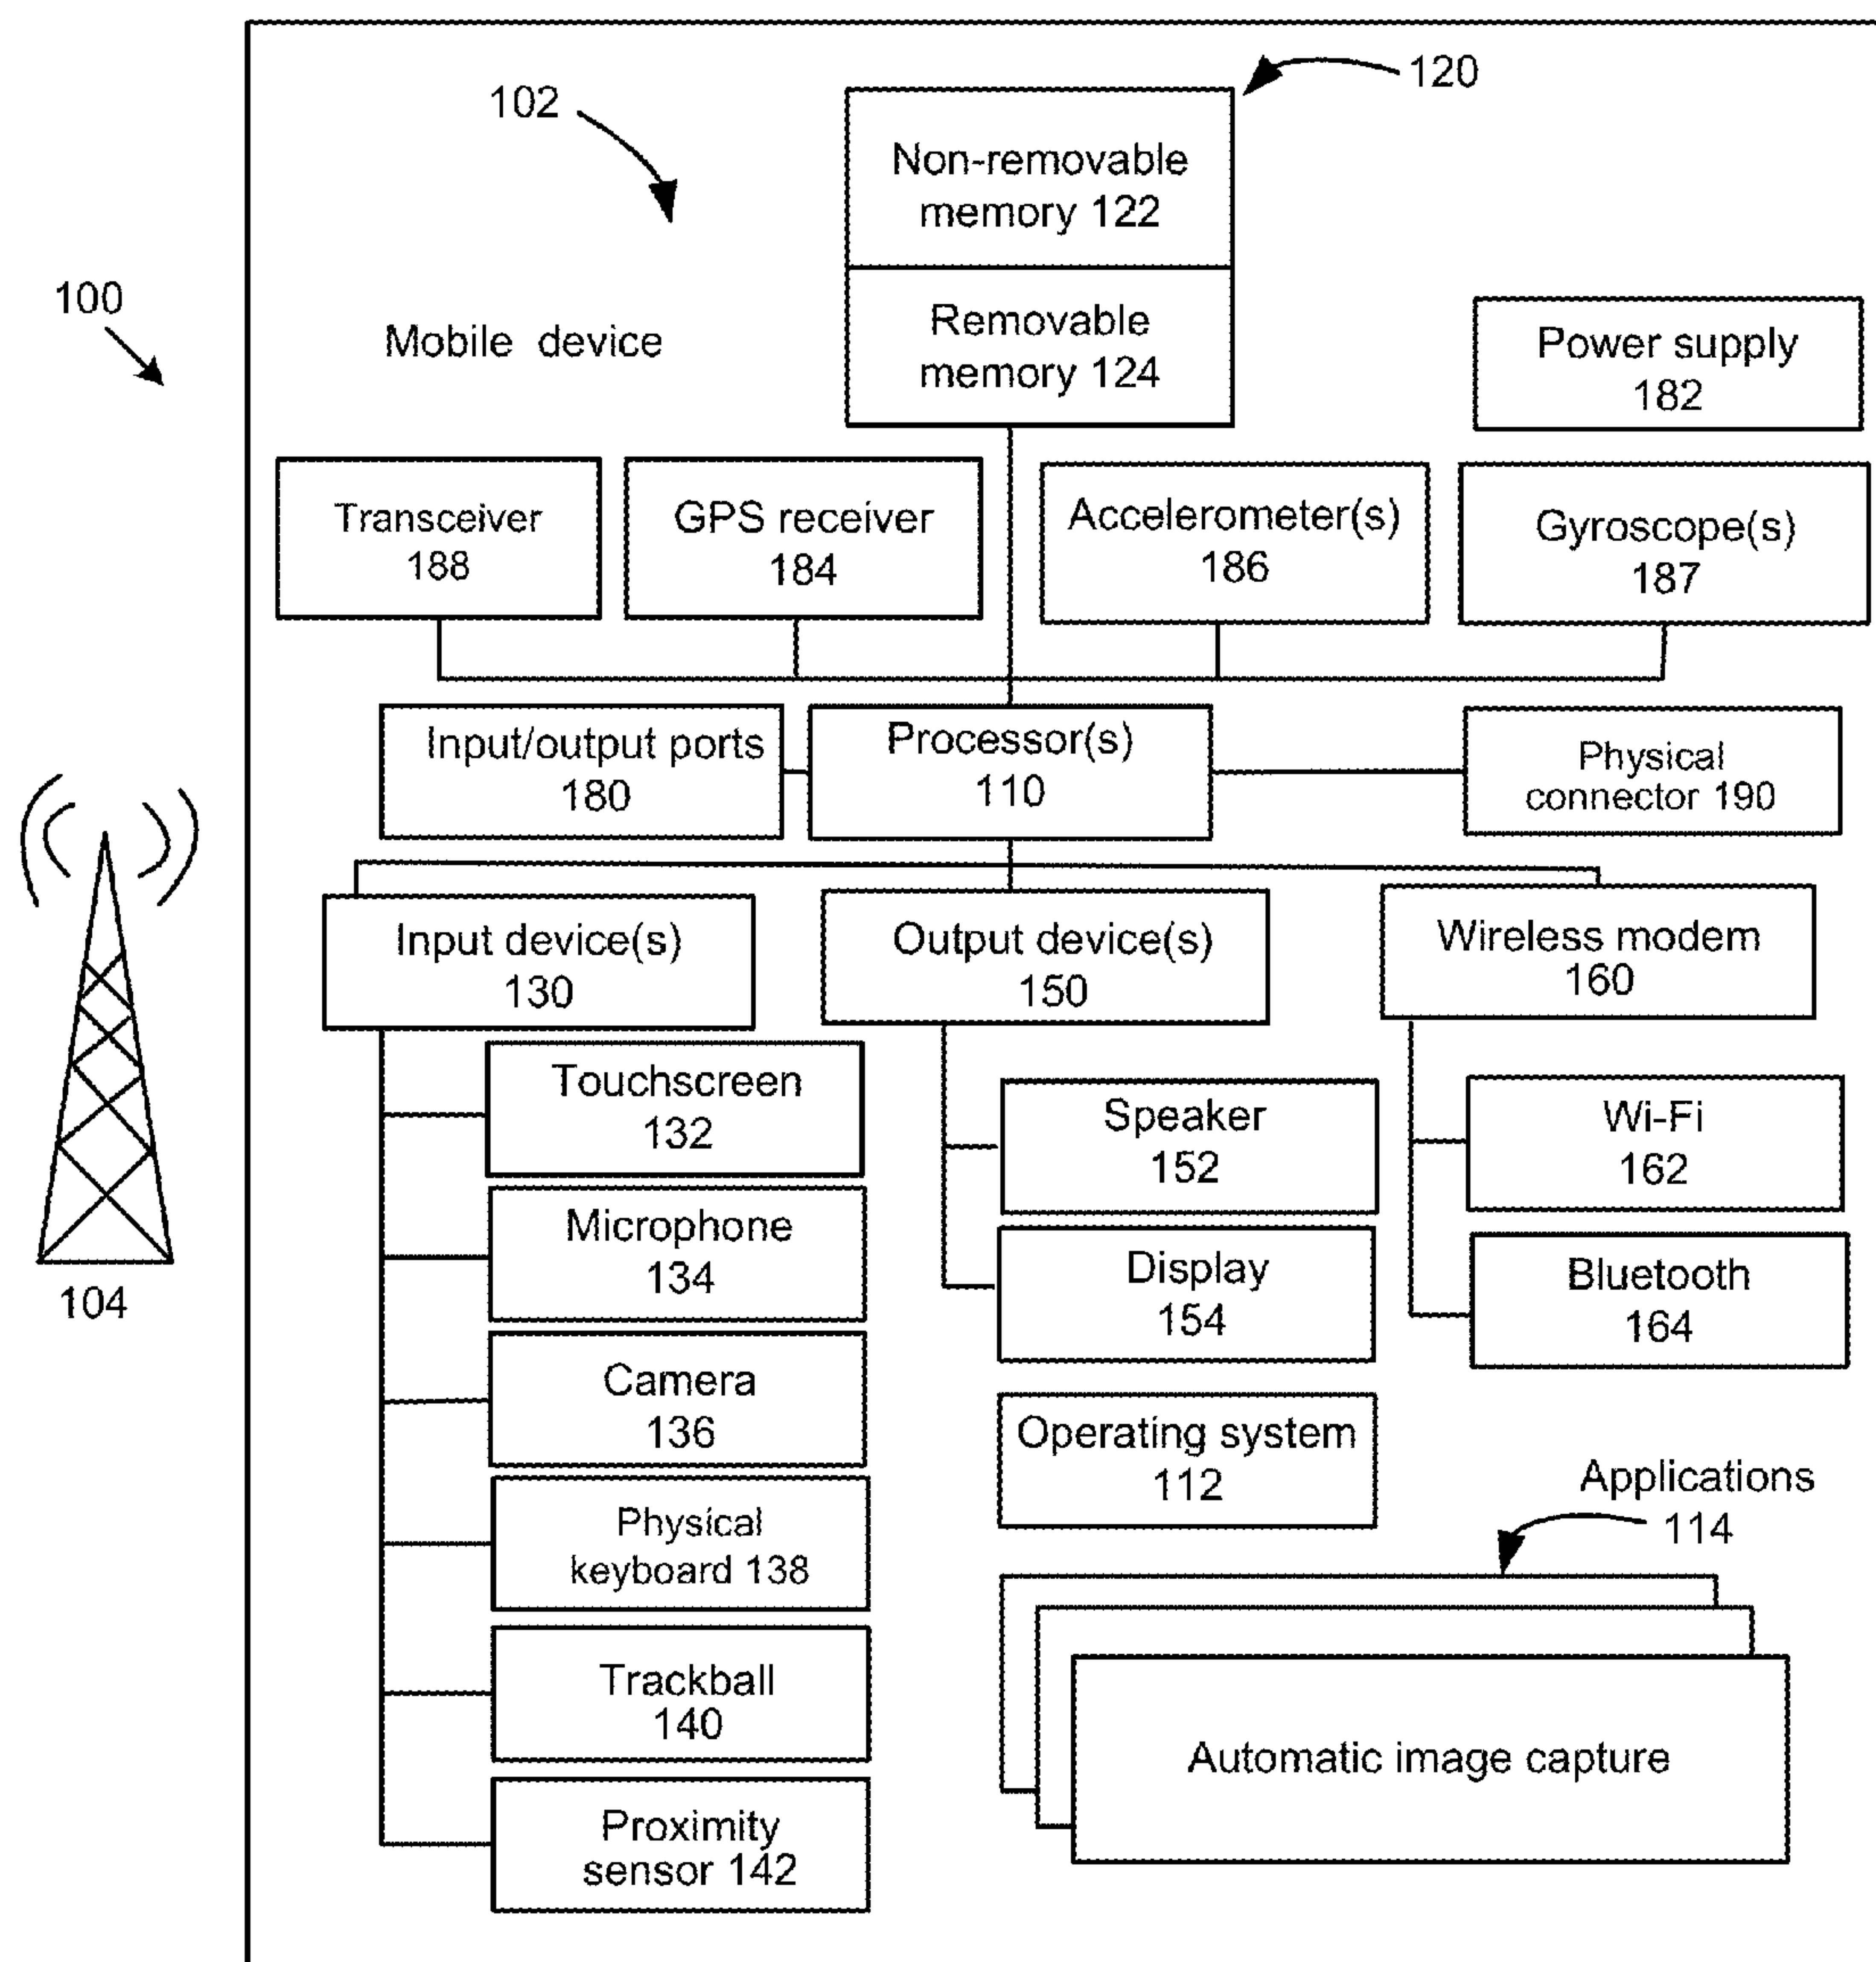 120
102
Non-removable
memory 122
100
Mobile device
Removable
memory 124
Power supply
182
Transceiver
188
GPS receiver
184
Accelerometer(s)
186
Gyroscope(s)
187
Input/output ports
180
Processor(s)
110
Physical
connector 190
Input device(s)
130
Output device(s)
150
Wireless modem
160
104
Touchscreen
132
Microphone
134
Camera
136
Physical
keyboard 138
Trackball
140
Proximity
sensor 142
Speaker
152
Display
154
Wi-Fi
162
Bluetooth
164
Operating system
112
Applications
114
Automatic image capture